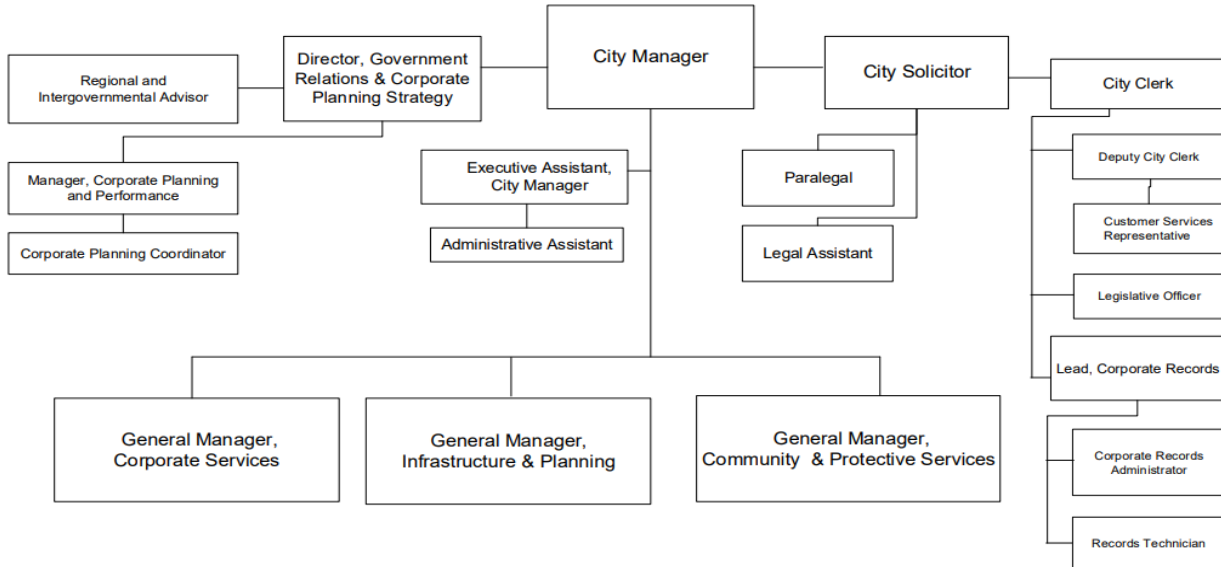 Regional and
Intergovernmental Advisor
Director, Government
Relations & Corporate
Planning Strategy
City Manager
City Solicitor
City Clerk
Manager, Corporate Planning
and Performance
Corporate Planning Coordinator
Executive Assistant,
City Manager
Administrative Assistant
Paralegal
Legal Assistant
Deputy City Clerk
Customer Services
Representative
Legislative Officer
Lead, Corporate Records
Corporate Records
Administrator
Records Technician
General Manager,
Corporate Services
General Manager,
Infrastructure & Planning
General Manager,
Community & Protective Services